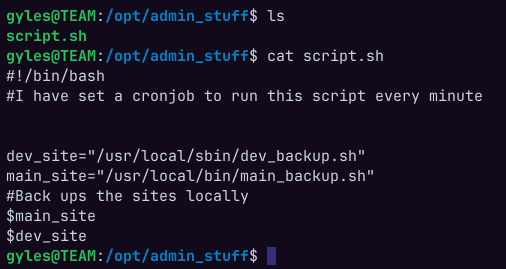 gyles@TEAM:/opt/admin_stuff$ ls
script.sh
gyles@TEAM:/opt/admin_stuff$ cat script.sh
#!/bin/bash
#I have set a cronjob to run this script every minute
dev_site="/usr/local/sbin/dev_backup.sh"
main_site="/usr/local/bin/main_backup.sh"
#Back ups the sites locally
$main_site
$dev_site
gyles@TEAM:/opt/admin_stuff$